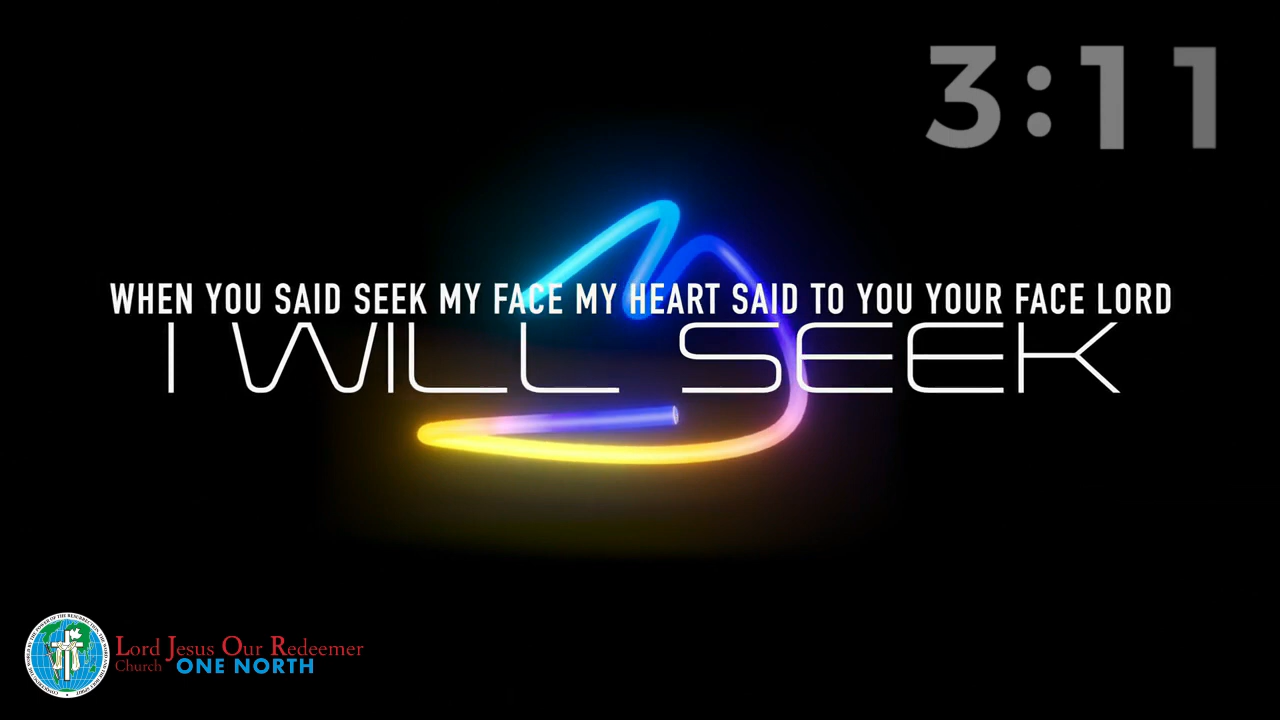 3:11
WHEN YOU SAID SEEK MY FACE MY HEART SAID TO YOU YOUR FACE LORD
I WILL SEEK
Lord Jesus Our Redeemer
Church ONE NORTH